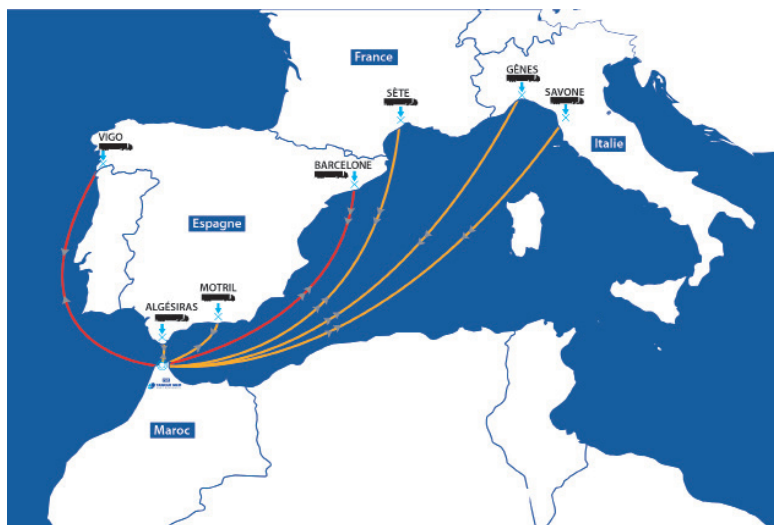 France
GÊNES
SÈTE
SAVONE
VIGO
Italie
BARCELONE
Espagne
MOTRIL
ALGÉSIRAS
Maroc